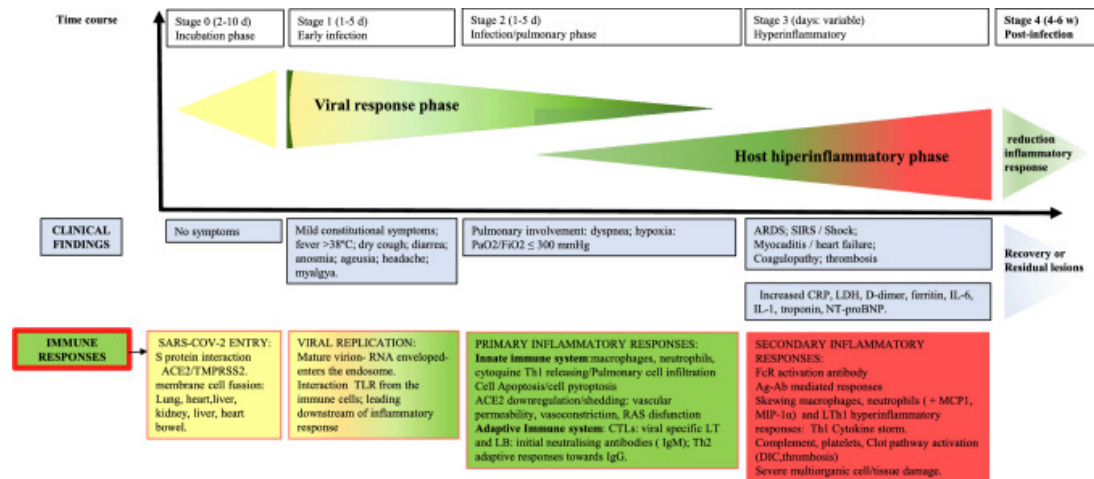 Time course
Stage 0 (2-10 d)
Incubation phase
Stage 1 (1-5 d)
Early infection
Stage 2 (1-5 d)
Infection/pulmonary phase
Stage 3 (days: variable)
Hyperinflammatory
Stage 4 (4-6 w)
Post-infection
Viral response phase
Host hiperinflammatory phase
reduction
inflammatory
response
CLINICAL
FINDINGS
No symptoms
Mild constitutional symptoms;
fever >38ºC; dry cough; diarrea;
anosmia; ageusia; headache;
myalgya.
Pulmonary involvement: dyspnea; hypoxia:
PaO2/FiO2 ≤ 300 mmHg
ARDS; SIRS / Shock;
Myocaditis / heart failure;
Coagulopathy; thrombosis
Increased CRP, LDH, D-dimer, ferritin, IL-6,
IL-1, troponin, NT-proBNP.
Recovery or
Residual lesions
IMMUNE
RESPONSES
SARS-COV-2 ENTRY:
S protein interaction
ACE2/TMPRSS2.
membrane cell fussion:
Lung, heart,liver,
kidney, liver, heart
bowel.
VIRAL REPLICATION:
Mature virion- RNA enveloped-
enters the endosome.
Interaction TLR from the
immune cells; leading
downstream of inflammatory
response
PRIMARY INFLAMMATORY RESPONSES:
Innate immune system:macrophages, neutrophils,
cytoquine Th1 releasing/Pulmonary cell infiltration
Cell Apoptosis/cell pyroptosis
ACE2 downregulation/shedding: vascular
permeability, vasoconstriction, RAS disfunction
Adaptive Immune system: CTLs: viral specific LT
and LB: initial neutralising antibodies ( IgM); Th2
adaptive responses towards IgG.
SECONDARY INFLAMMATORY
RESPONSES:
FcR activation antibody
Ag-Ab mediated responses
Skewing macrophages, neutrophils ( + MCP1,
MIP-1α) and LTh1 hyperinflammatory
responses: Th1 Cytokine storm.
Complement, platelets, Clot pathway activation
(DIC,thrombosis)
Severe multiorganic cell/tissue damage.